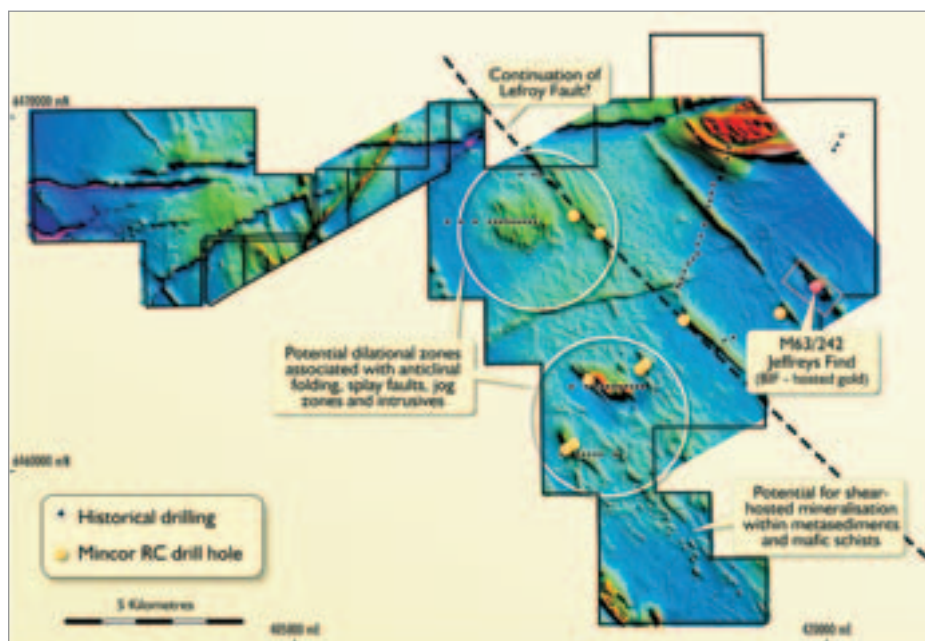 Continuation of
Lefroy Fault?
6470000 mN
M63/242
Jeffreys Find
(BIF - hosted gold)
Potential dilational zones
associated with anticlinal
folding, splay faults, jog
zones and intrusives
6460000 mN
Potential for shear-
hosted mineralisation
within metasediments
and mafic schists
Historical drilling
Mincor RC drill hole
5 Kilometres
405000 mE
420000 mE